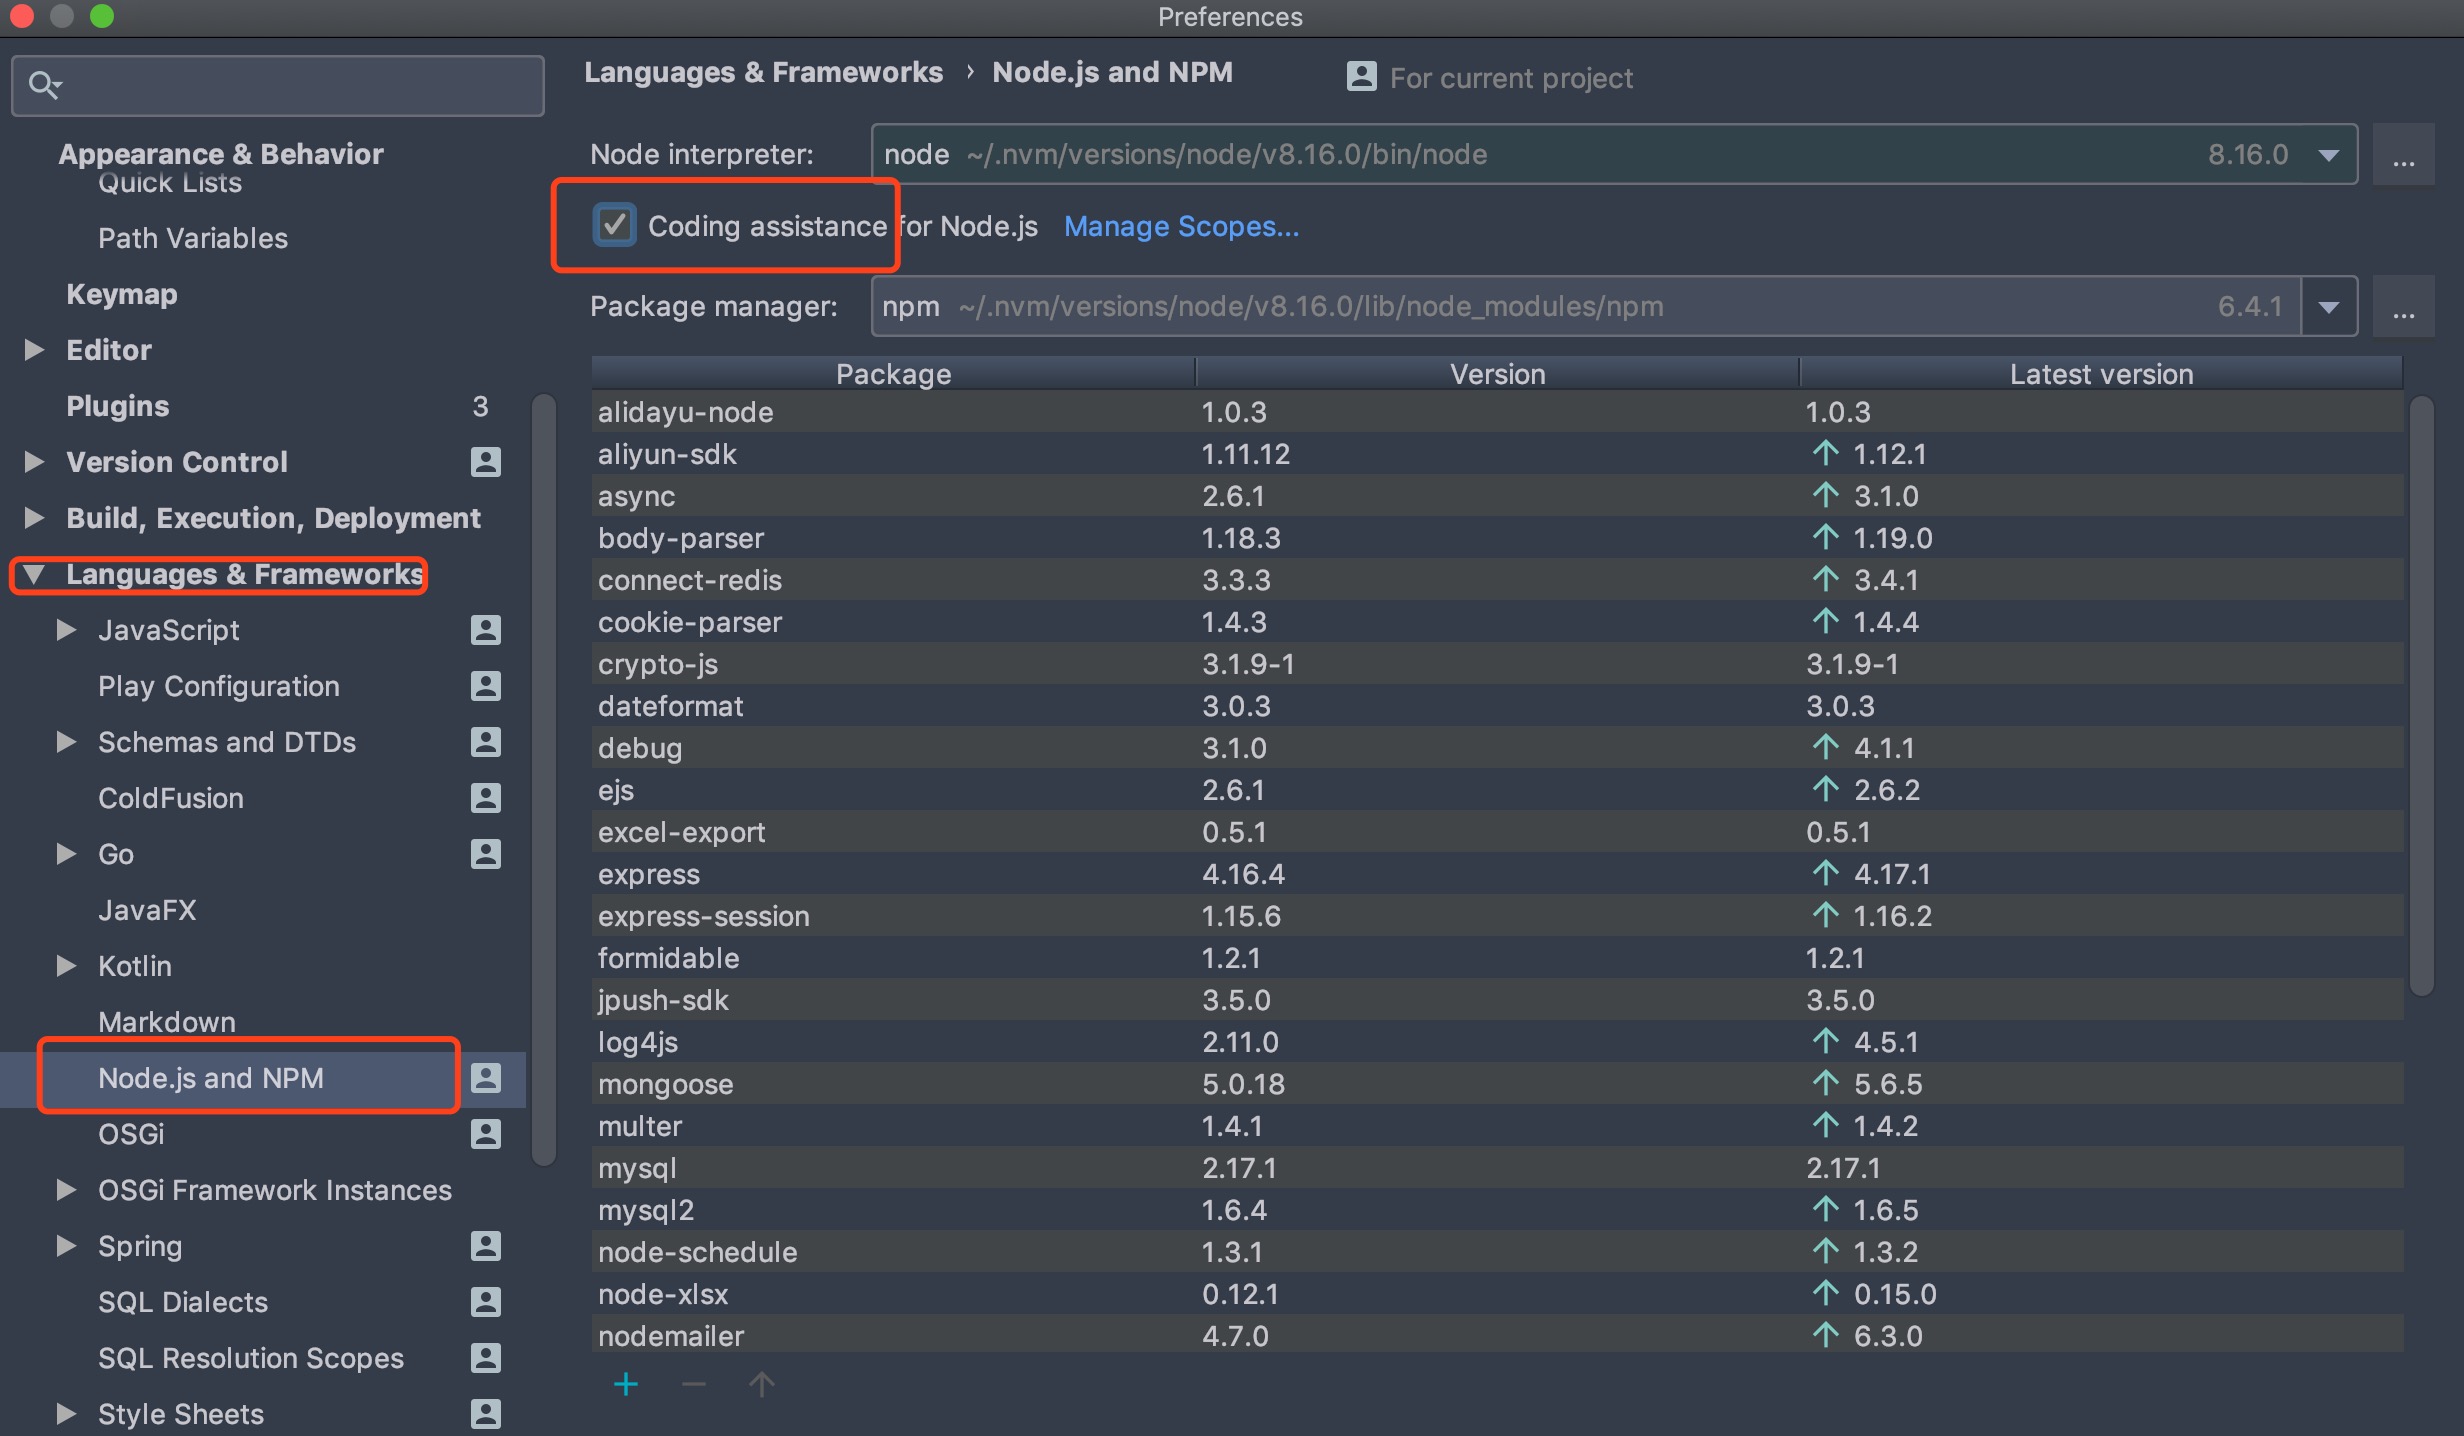 Preferences
Languages & Frameworks › Node.js and NPM For current project
Appearance & Behavior
Quick Lists
Path Variables
Keymap
Editor
Plugins 3
Version Control
Build, Execution, Deployment
Languages & Frameworks
JavaScript
Play Configuration
Schemas and DTDs
ColdFusion
Go
JavaFX
Kotlin
Markdown
Node.js and NPM
OSGi
OSGi Framework Instances
Spring
SQL Dialects
SQL Resolution Scopes
Style Sheets
Node interpreter: node ~/.nvm/versions/node/v8.16.0/bin/node 8.16.0 ...
Coding assistance for Node.js Manage Scopes...
Package manager: npm ~/.nvm/versions/node/v8.16.0/lib/node_modules/npm 6.4.1 ...
Package Version Latest version
alidayu-node 1.0.3 1.0.3
aliyun-sdk 1.11.12 ↑ 1.12.1
async 2.6.1 ↑ 3.1.0
body-parser 1.18.3 ↑ 1.19.0
connect-redis 3.3.3 ↑ 3.4.1
cookie-parser 1.4.3 ↑ 1.4.4
crypto-js 3.1.9-1 3.1.9-1
dateformat 3.0.3 3.0.3
debug 3.1.0 ↑ 4.1.1
ejs 2.6.1 ↑ 2.6.2
excel-export 0.5.1 0.5.1
express 4.16.4 ↑ 4.17.1
express-session 1.15.6 ↑ 1.16.2
formidable 1.2.1 1.2.1
jpush-sdk 3.5.0 3.5.0
log4js 2.11.0 ↑ 4.5.1
mongoose 5.0.18 ↑ 5.6.5
multer 1.4.1 ↑ 1.4.2
mysql 2.17.1 2.17.1
mysql2 1.6.4 ↑ 1.6.5
node-schedule 1.3.1 ↑ 1.3.2
node-xlsx 0.12.1 ↑ 0.15.0
nodemailer 4.7.0 ↑ 6.3.0